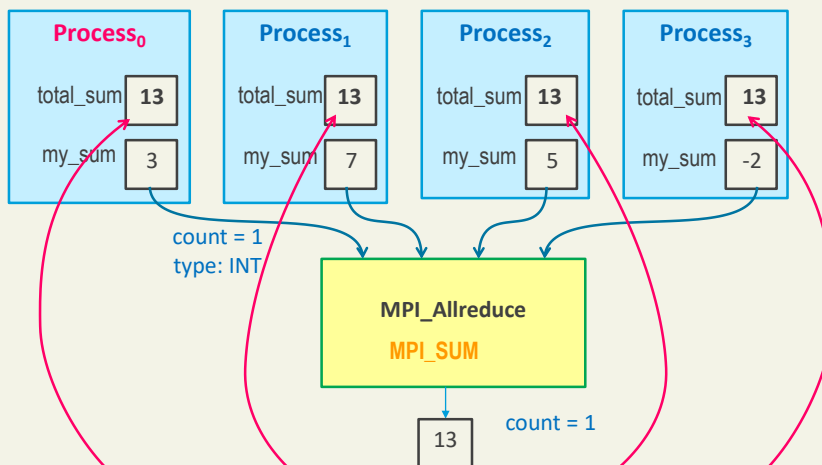 Process0 Process1 Process2 Process3
total_sum 13 total_sum 13 total_sum 13 total_sum 13
my_sum 3 my_sum 7 my_sum 5 my_sum -2
count = 1
type: INT
MPI_Allreduce
MPI_SUM
count = 1
13